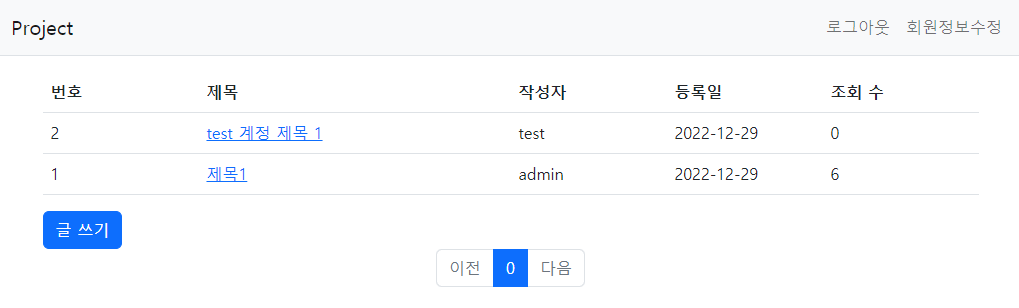 Project 로그아웃 회원정보수정
번호 제목 작성자 등록일 조회 수
2 test 계정 제목 1 test 2022-12-29 0
1 제목1 admin 2022-12-29 6
글 쓰기
이전 0 다음